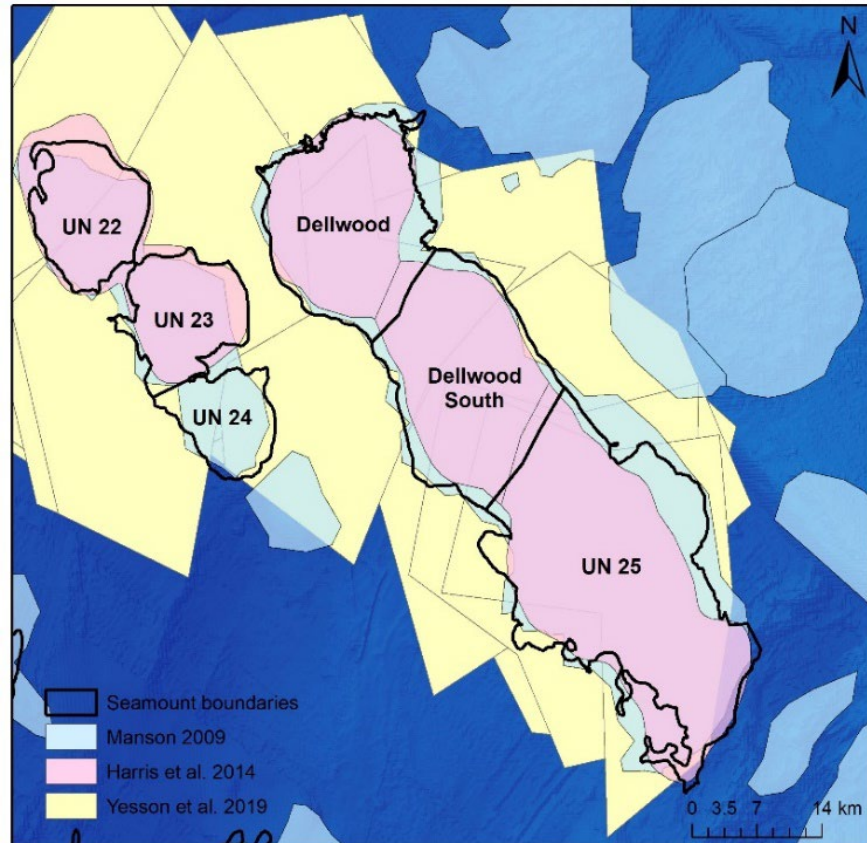 N
UN 22
Dellwood
UN 23
Dellwood
South
UN 24
UN 25
Seamount boundaries
Manson 2009
Harris et al. 2014
Yesson et al. 2019
0 3.5 7 14 km